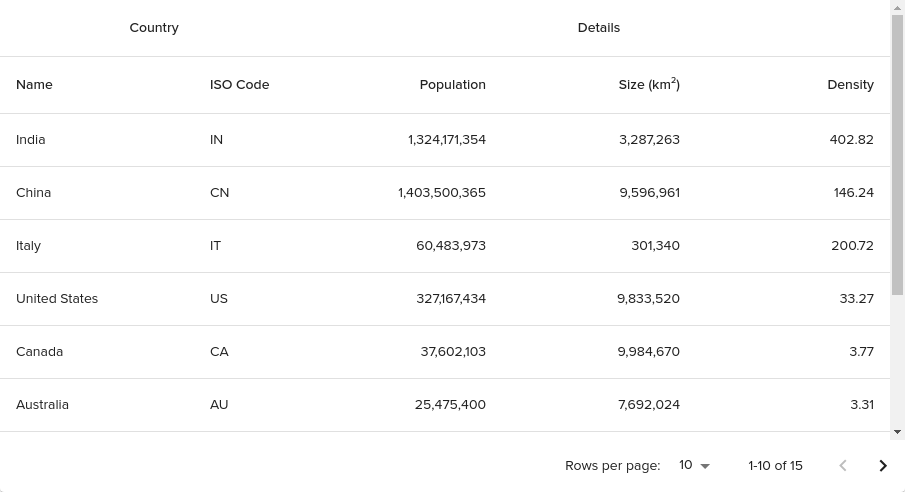 Country Details
Name ISO Code Population Size (km²) Density
India IN 1,324,171,354 3,287,263 402.82
China CN 1,403,500,365 9,596,961 146.24
Italy IT 60,483,973 301,340 200.72
United States US 327,167,434 9,833,520 33.27
Canada CA 37,602,103 9,984,670 3.77
Australia AU 25,475,400 7,692,024 3.31
Rows per page: 10 1-10 of 15